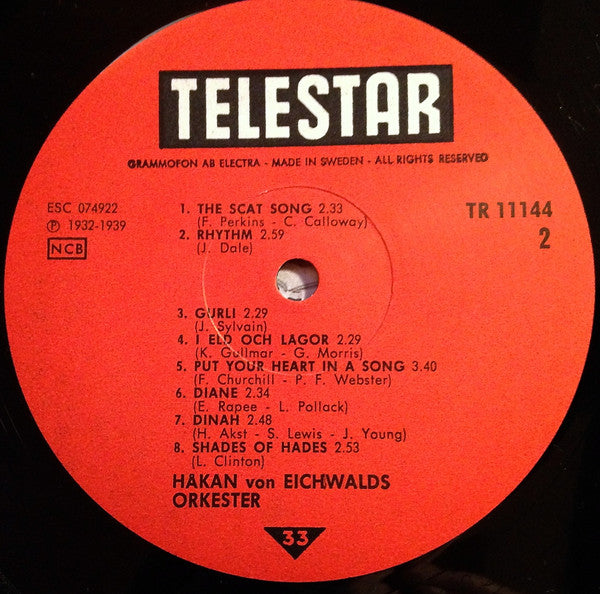 TELESTAR
GRAMMOFON AB ELECTRA - MADE IN SWEDEN - ALL RIGHTS RESERVED
ESC 074922
℗ 1932-1939
NCB
TR 11144
2
1. THE SCAT SONG 2.33
(F. Perkins - C. Calloway)
2. RHYTHM 2.59
(J. Dale)
3. GURLI 2.29
(J. Sylvain)
4. I ELD OCH LAGOR 2.29
(K. Gullmar - G. Morris)
5. PUT YOUR HEART IN A SONG 3.40
(F. Churchill - P. F. Webster)
6. DIANE 2.34
(E. Rapee - L. Pollack)
7. DINAH 2.48
(H. Akst - S. Lewis - J. Young)
8. SHADES OF HADES 2.53
(L. Clinton)
HÅKAN von EICHWALDS
ORKESTER
33